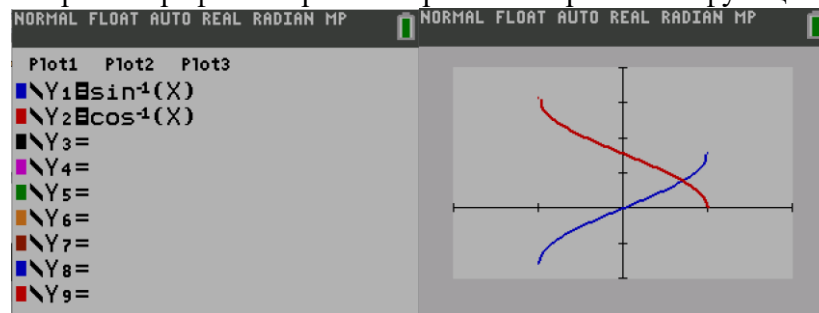 NORMAL FLOAT AUTO REAL RADIAN MP
Plot1 Plot2 Plot3
\Y1=sin⁻¹(X)
\Y2=cos⁻¹(X)
\Y3=
\Y4=
\Y5=
\Y6=
\Y7=
\Y8=
\Y9=
NORMAL FLOAT AUTO REAL RADIAN MP